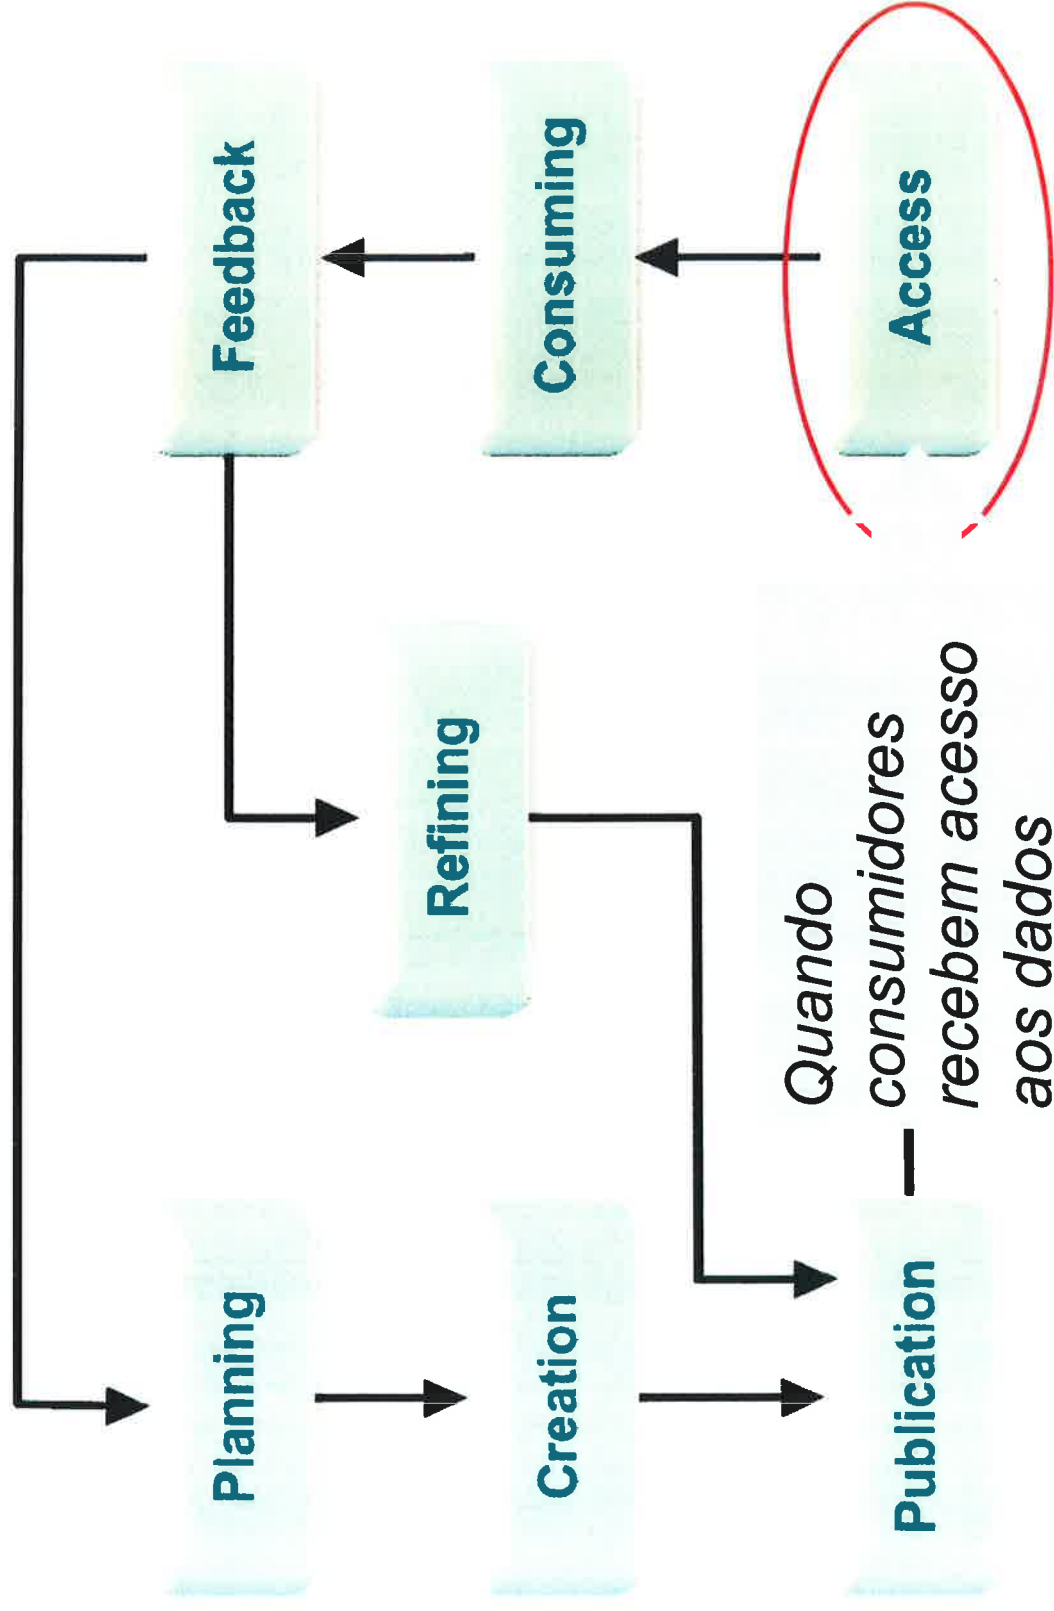 Planning
Creation
Publication
Refining
Feedback
Consuming
Access
Quando
consumidores
recebem acesso
aos dados